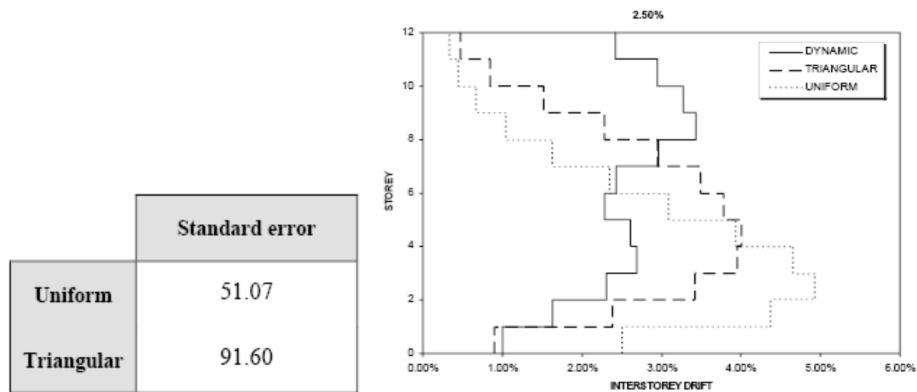 Standard error
Uniform 51.07
Triangular 91.60
2.50%
DYNAMIC
TRIANGULAR
UNIFORM
STOREY
12
10
8
6
4
2
0
0.00% 1.00% 2.00% 3.00% 4.00% 5.00% 6.00%
INTERSTOREY DRIFT